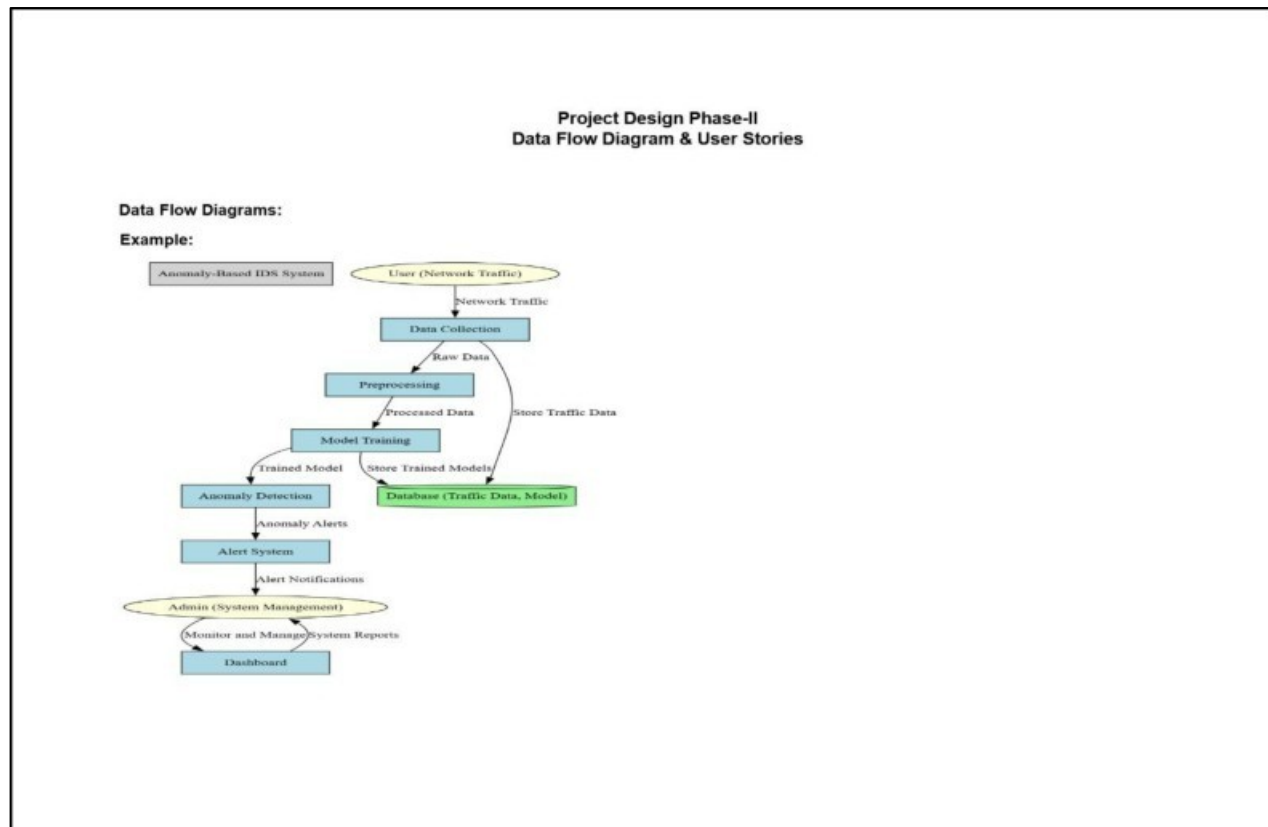 Project Design Phase-II
Data Flow Diagram & User Stories
Data Flow Diagrams:
Example:
Anomaly-Based IDS System
User (Network Traffic)
Network Traffic
Data Collection
Raw Data
Preprocessing
Processed Data
Store Traffic Data
Model Training
Trained Model
Store Trained Models
Anomaly Detection
Database (Traffic Data, Model)
Anomaly Alerts
Alert System
Alert Notifications
Admin (System Management)
Monitor and Manage
System Reports
Dashboard